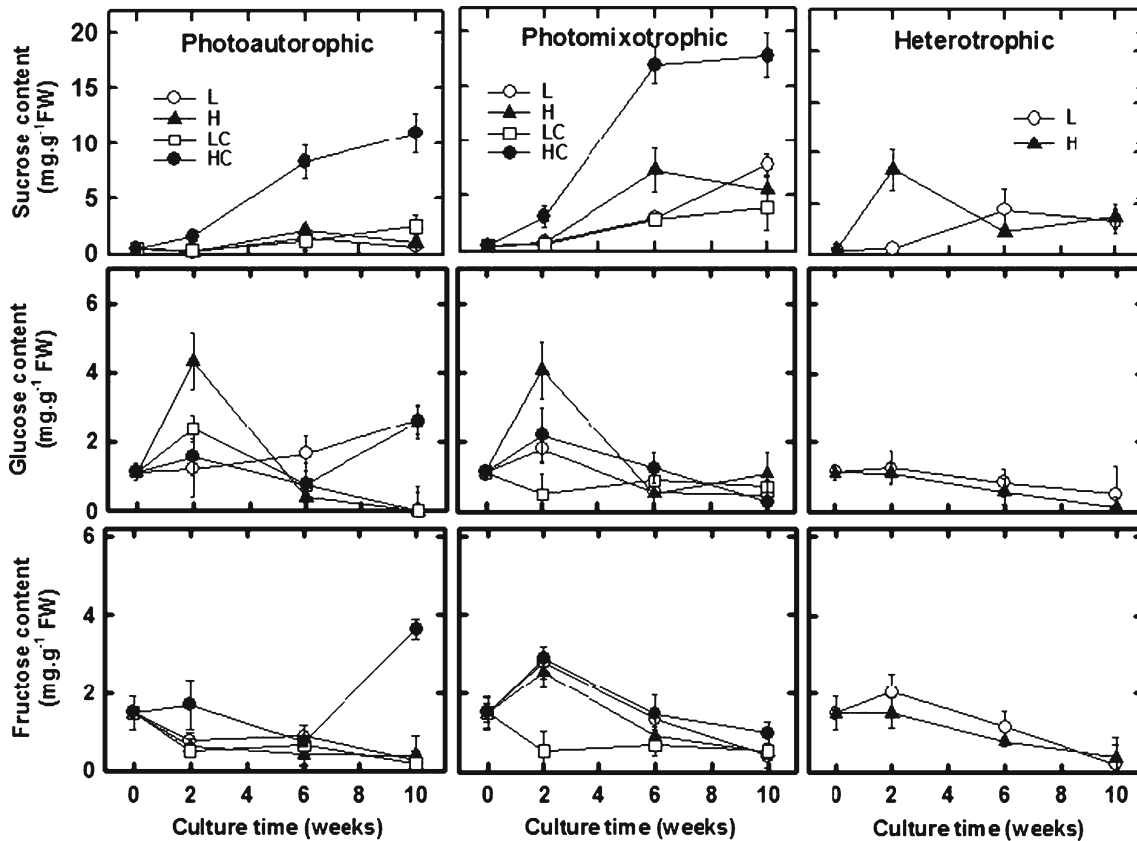 Sucrose content
(mg.g⁻¹FW)
20
15
10
5
0
Photoautorophic
L
H
LC
HC
Photomixotrophic
L
H
LC
HC
Heterotrophic
L
H
Glucose content
(mg.g⁻¹ FW)
6
4
2
0
Fructose content
(mg.g⁻¹ FW)
6
4
2
0
0 2 4 6 8 10
Culture time (weeks)
0 2 4 6 8 10
Culture time (weeks)
0 2 4 6 8 10
Culture time (weeks)